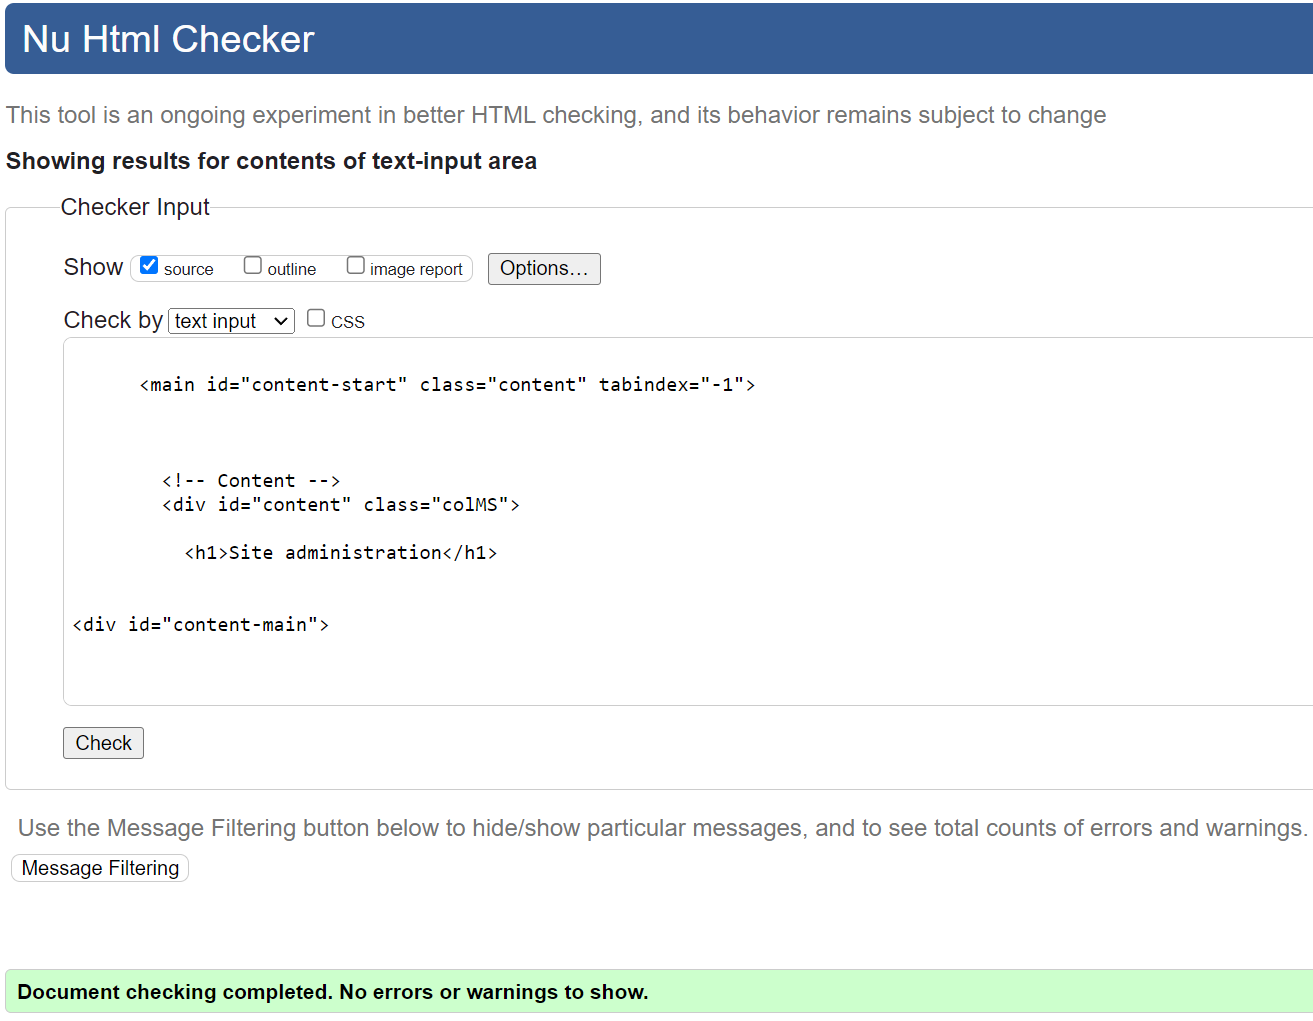 Nu Html Checker
This tool is an ongoing experiment in better HTML checking, and its behavior remains subject to change
Showing results for contents of text-input area
Checker Input
Show source outline image report Options...
Check by text input CSS
<main id="content-start" class="content" tabindex="-1">
<!-- Content -->
<div id="content" class="colMS">
<h1>Site administration</h1>
<div id="content-main">
Check
Use the Message Filtering button below to hide/show particular messages, and to see total counts of errors and warnings.
Message Filtering
Document checking completed. No errors or warnings to show.